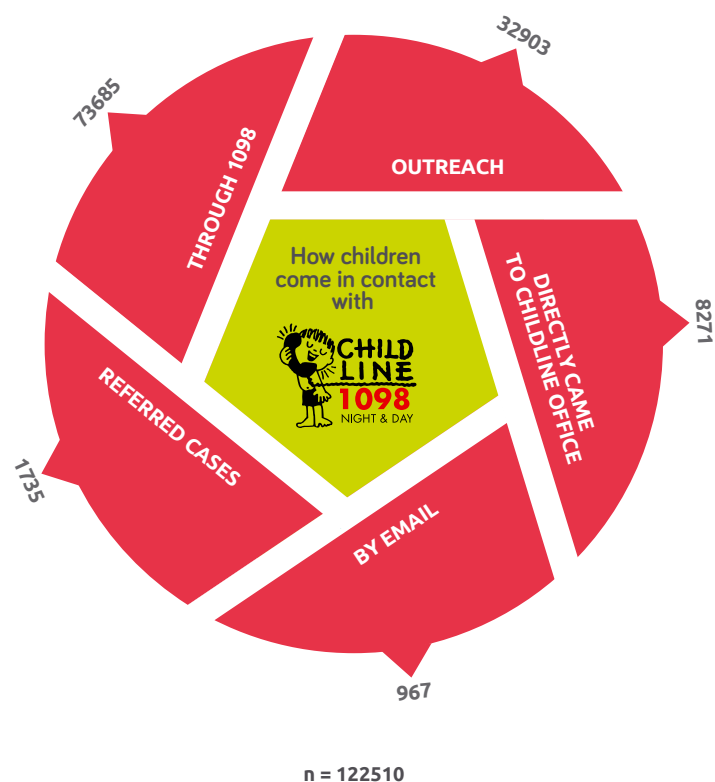 32903
OUTREACH
73685
THROUGH 1098
How children
come in contact
with
CHILD
LINE
1098
NIGHT & DAY
DIRECTLY CAME
TO CHILDLINE OFFICE
8271
REFERRED CASES
1735
BY EMAIL
967
n = 122510